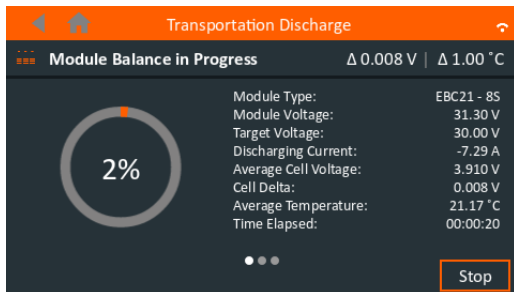 Transportation Discharge
Module Balance in Progress Δ 0.008 V | Δ 1.00 ˚C
Module Type: EBC21 - 8S
Module Voltage: 31.30 V
Target Voltage: 30.00 V
Discharging Current: -7.29 A
Average Cell Voltage: 3.910 V
Cell Delta: 0.008 V
Average Temperature: 21.17 ˚C
Time Elapsed: 00:00:20
2%
Stop